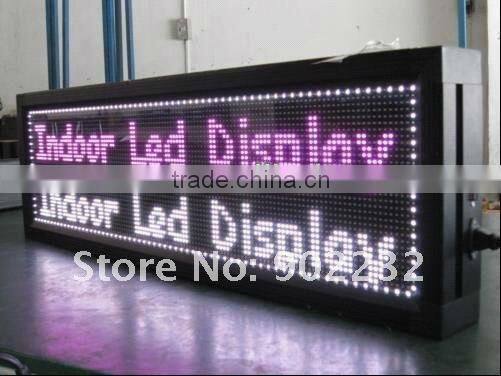 Indoor Led Display
trade.china.cn
Indoor Led Display
Store No: 902232